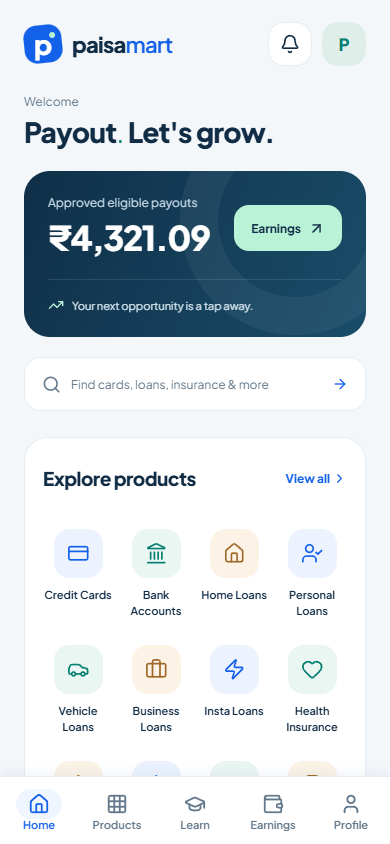 paisamart
P
Welcome
Payout. Let's grow.
Approved eligible payouts
₹4,321.09
Earnings
Your next opportunity is a tap away.
Find cards, loans, insurance & more
Explore products
View all
Credit Cards
Bank
Accounts
Home Loans
Personal
Loans
Vehicle
Loans
Business
Loans
Insta Loans
Health
Insurance
Home
Products
Learn
Earnings
Profile